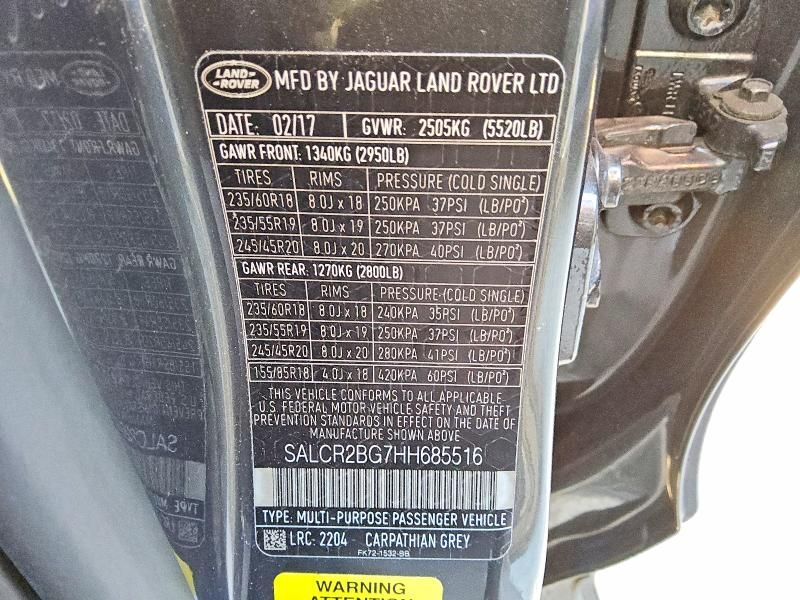 LAND-
ROVER
MFD BY JAGUAR LAND ROVER LTD
DATE: 02/17 GVWR: 2505KG (5520LB)
GAWR FRONT: 1340KG (2950LB)
TIRES RIMS PRESSURE (COLD SINGLE)
235/60R18 8.0J x 18 250KPA 37PSI (LB/PO²)
235/55R19 8.0J x 19 250KPA 37PSI (LB/PO²)
245/45R20 8.0J x 20 270KPA 40PSI (LB/PO²)
GAWR REAR: 1270KG (2800LB)
TIRES RIMS PRESSURE (COLD SINGLE)
235/60R18 8.0J x 18 240KPA 35PSI (LB/PO²)
235/55R19 8.0J x 19 250KPA 37PSI (LB/PO²)
245/45R20 8.0J x 20 280KPA 41PSI (LB/PO²)
155/85R18 4.0J x 18 420KPA 60PSI (LB/PO²)
THIS VEHICLE CONFORMS TO ALL APPLICABLE
U.S. FEDERAL MOTOR VEHICLE SAFETY AND THEFT
PREVENTION STANDARDS IN EFFECT ON THE DATE OF
MANUFACTURE SHOWN ABOVE
SALCR2BG7HH685516
TYPE: MULTI-PURPOSE PASSENGER VEHICLE
LRC: 2204 CARPATHIAN GREY
FK72-1532-BB
WARNING
ATTENTION